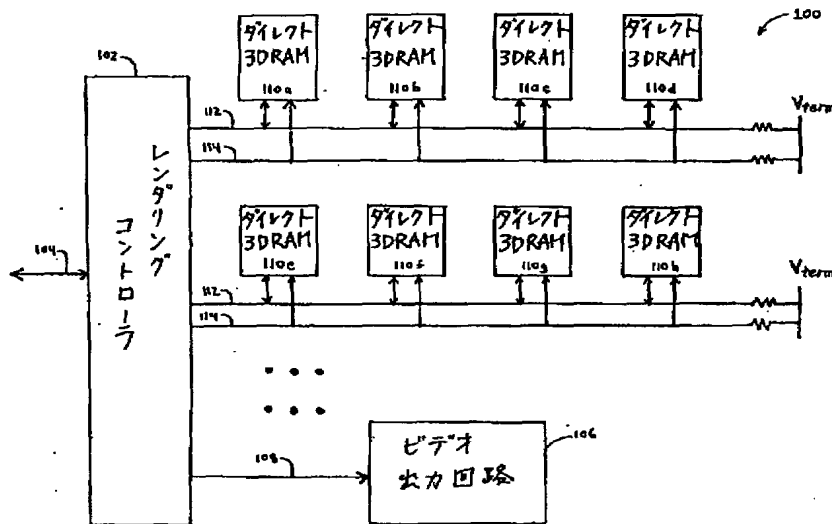 100
102
ダイレクト
3DRAM
110a
ダイレクト
3DRAM
110b
ダイレクト
3DRAM
110c
ダイレクト
3DRAM
110d
Vterm
112
114
レンダリング
コントローラ
104
ダイレクト
3DRAM
110e
ダイレクト
3DRAM
110f
ダイレクト
3DRAM
110g
ダイレクト
3DRAM
110h
Vterm
112
114
108
ビデオ
出力回路
106